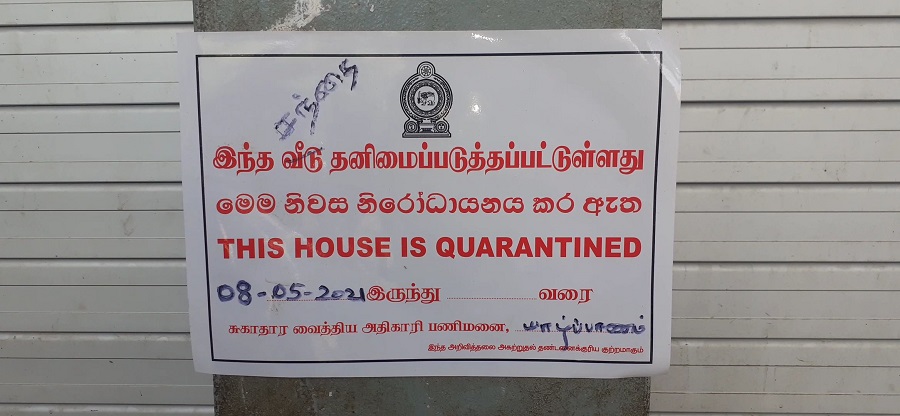 சந்தை
இந்த வீடு தனிமைப்படுத்தப்பட்டுள்ளது
මෙම නිවස නිරෝධායනය කර ඇත
THIS HOUSE IS QUARANTINED
08-05-2021 இருந்து ........................ வரை
சுகாதார வைத்திய அதிகாரி பணிமனை, யாழ்ப்பாணம்
இந்த அறிவித்தலை அகற்றுதல் தண்டனைக்குரிய குற்றமாகும்